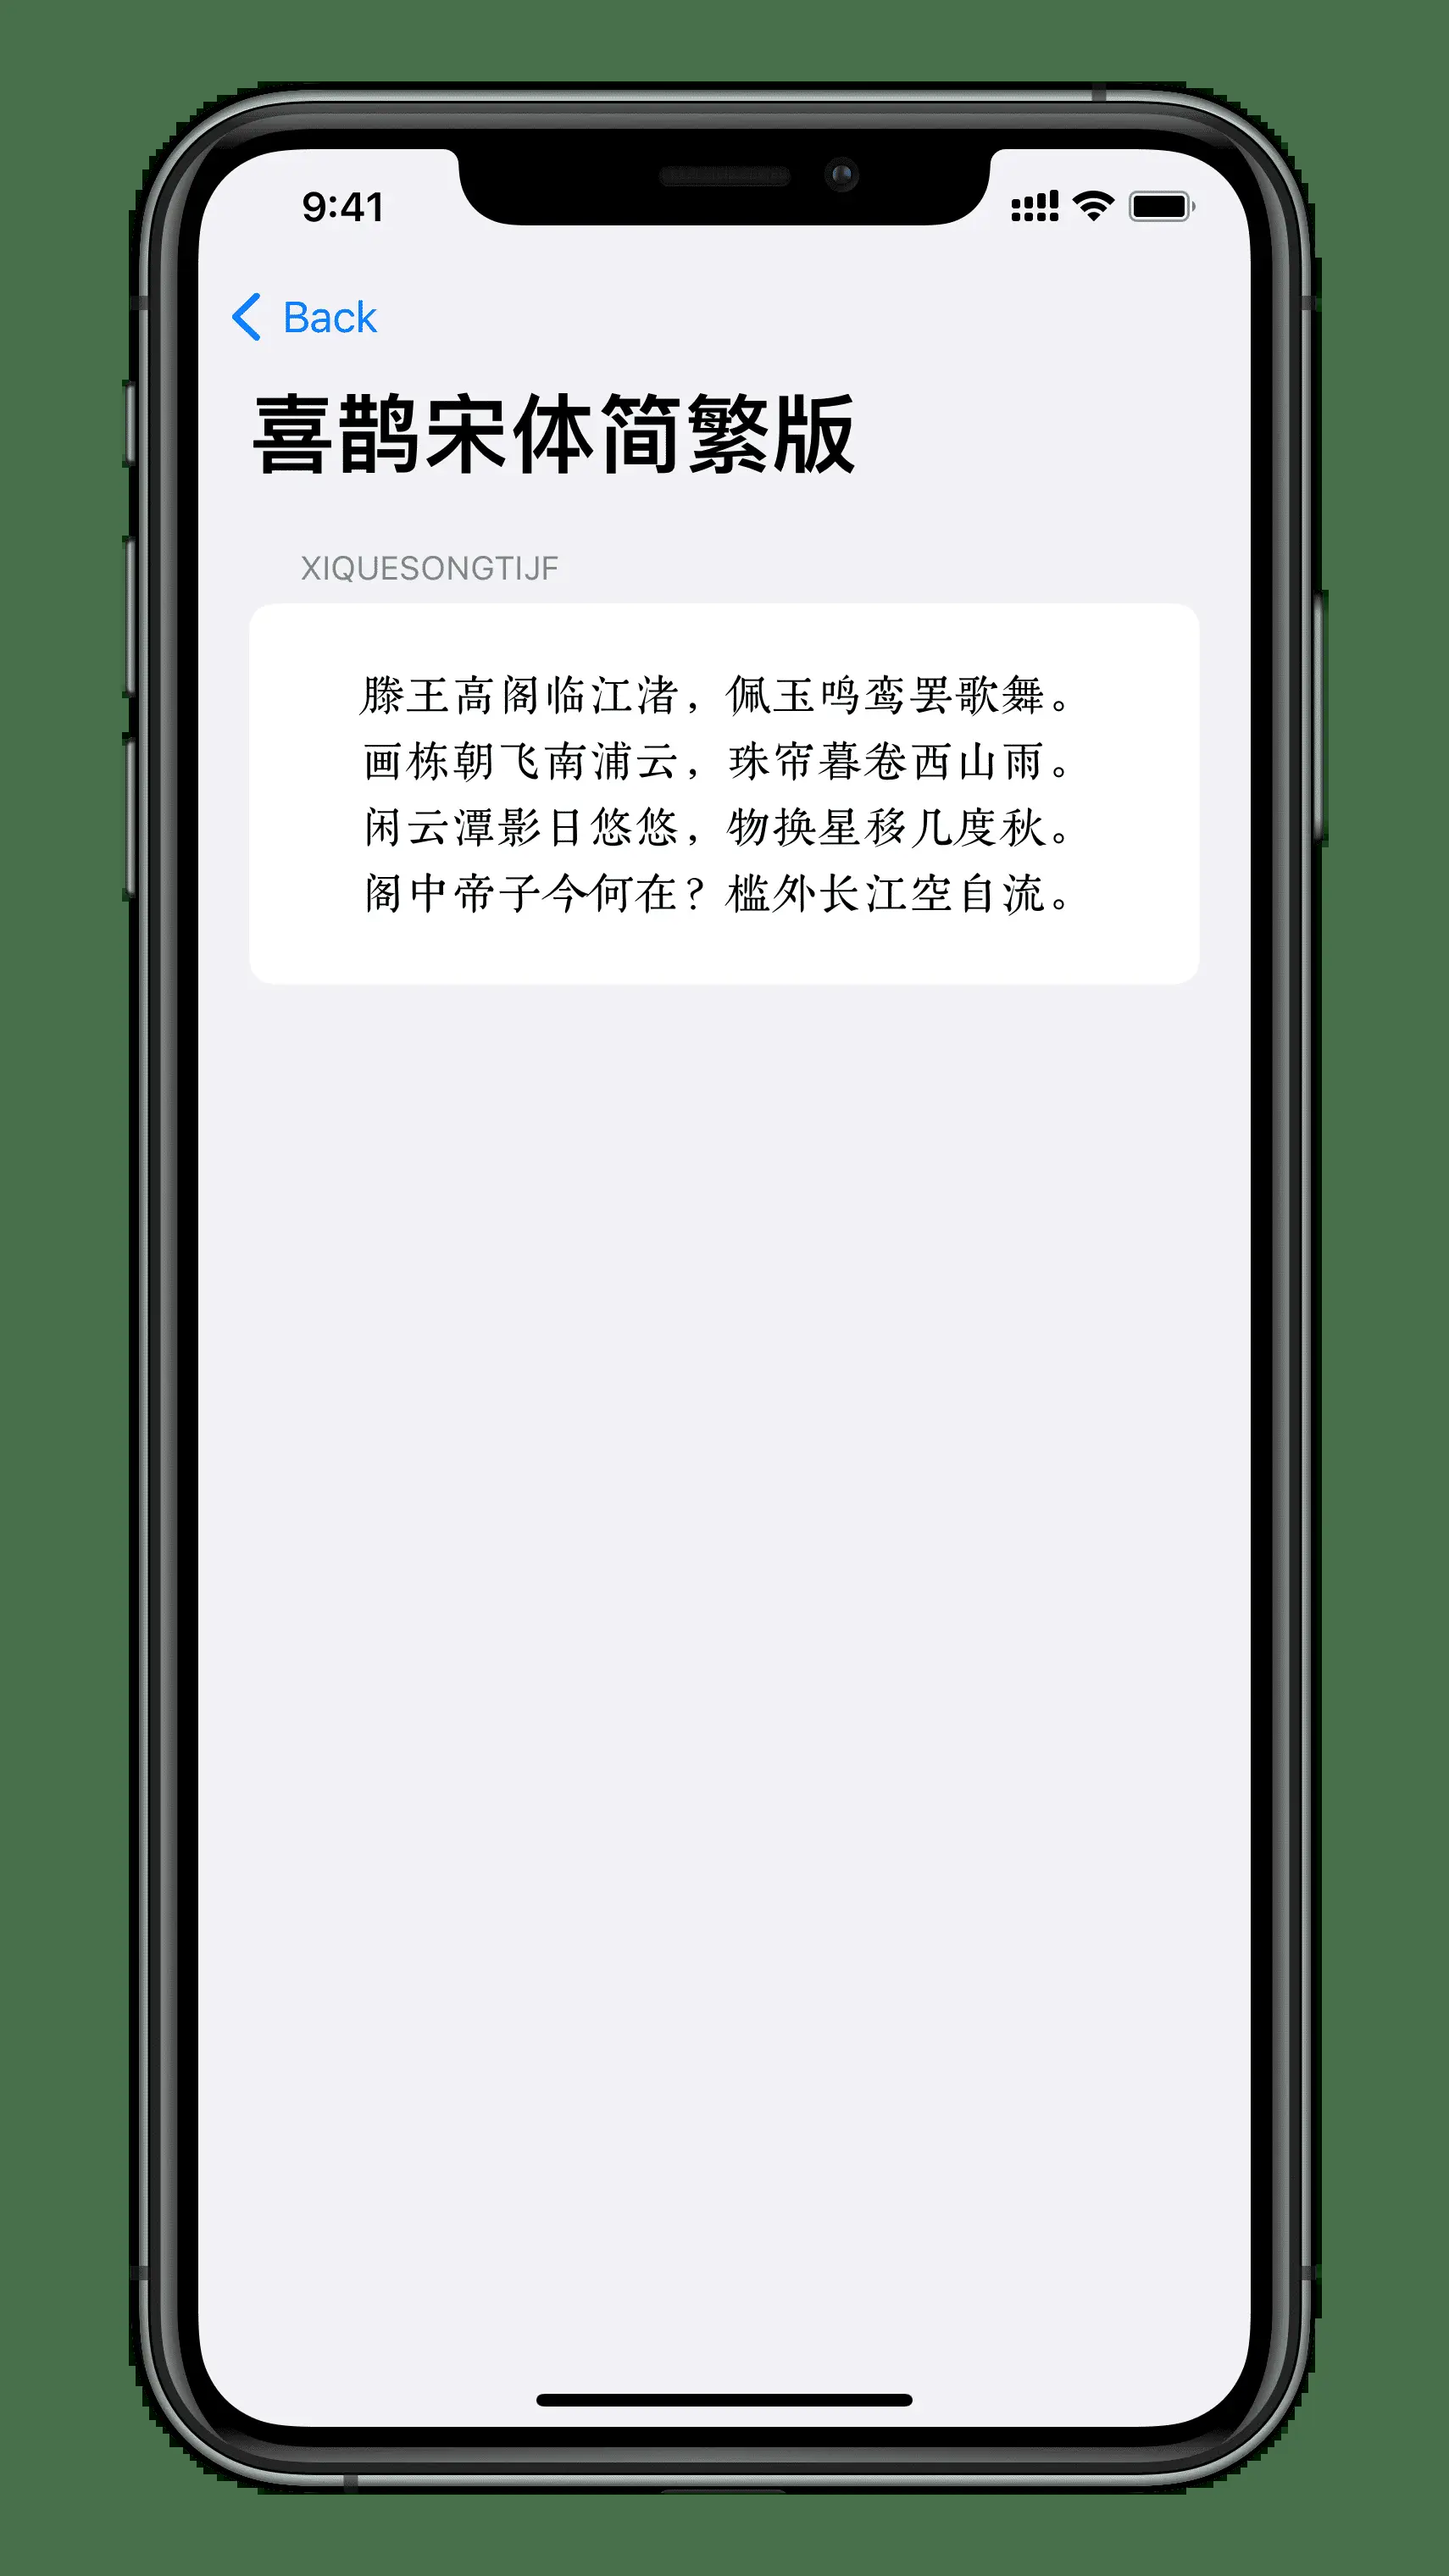 9:41
Back
喜鹊宋体简繁版
XIQUESONGTIJF
滕王高阁临江渚，佩玉鸣鸾罢歌舞。
画栋朝飞南浦云，珠帘暮卷西山雨。
闲云潭影日悠悠，物换星移几度秋。
阁中帝子今何在？槛外长江空自流。